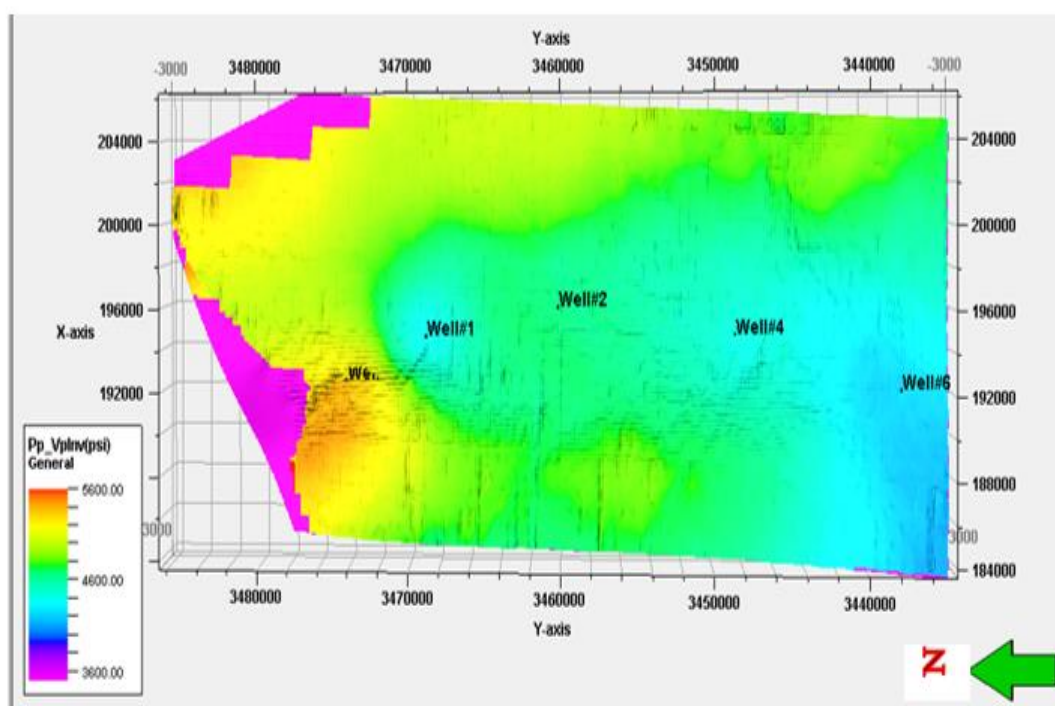 Y-axis
-3000 3480000 3470000 3460000 3450000 3440000 -3000
204000 204000
200000 200000
196000 Well#2 196000
X-axis Well#1 Well#4
192000 Well#6 192000
Pp_VpInv(psi)
General
5600.00
188000
4600.00
3000 3000
184000
3480000 3470000 3460000 3450000 3440000
Y-axis
3600.00
N